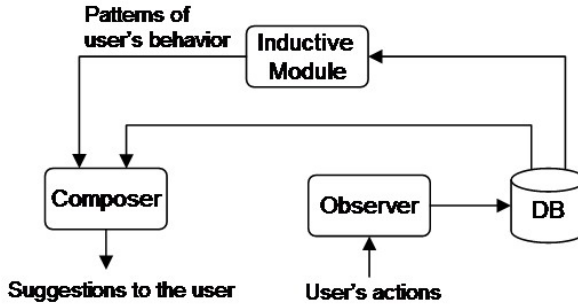 Patterns of
user's behavior
Inductive
Module
Composer
Observer
DB
Suggestions to the user
User's actions